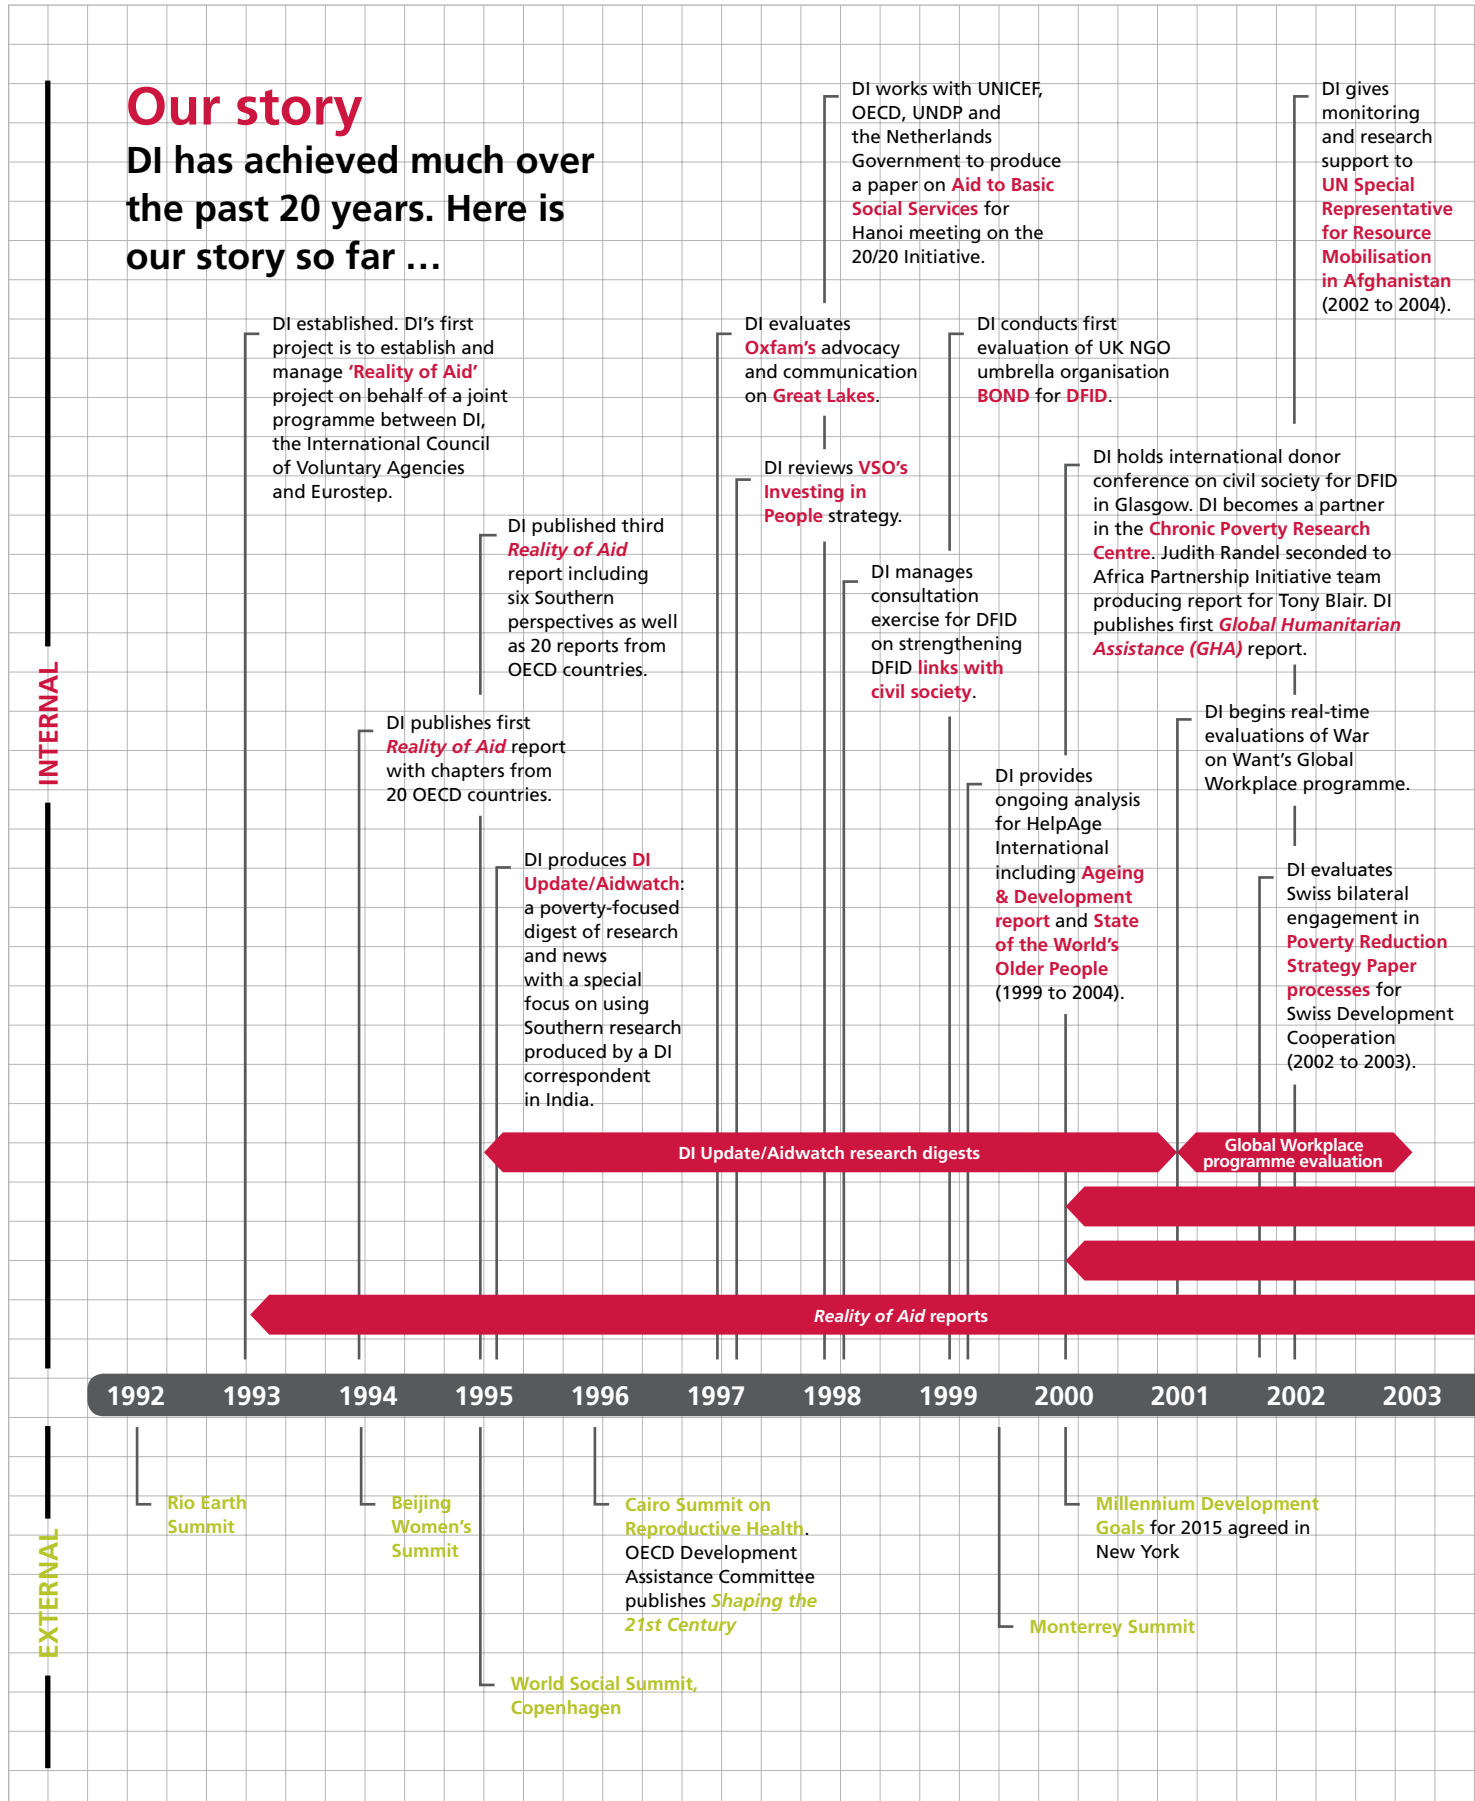 Our story
DI has achieved much over
the past 20 years. Here is
our story so far ...
INTERNAL
DI established. DI’s first
project is to establish and
manage ‘Reality of Aid’
project on behalf of a joint
programme between DI,
the International Council
of Voluntary Agencies
and Eurostep.
DI publishes first
Reality of Aid report
with chapters from
20 OECD countries.
DI published third
Reality of Aid
report including
six Southern
perspectives as well
as 20 reports from
OECD countries.
DI produces DI
Update/Aidwatch:
a poverty-focused
digest of research
and news
with a special
focus on using
Southern research
produced by a DI
correspondent
in India.
DI evaluates
Oxfam’s advocacy
and communication
on Great Lakes.
DI reviews VSO’s
Investing in
People strategy.
DI works with UNICEF,
OECD, UNDP and
the Netherlands
Government to produce
a paper on Aid to Basic
Social Services for
Hanoi meeting on the
20/20 Initiative.
DI manages
consultation
exercise for DFID
on strengthening
DFID links with
civil society.
DI conducts first
evaluation of UK NGO
umbrella organisation
BOND for DFID.
DI provides
ongoing analysis
for HelpAge
International
including Ageing
& Development
report and State
of the World’s
Older People
(1999 to 2004).
DI holds international donor
conference on civil society for DFID
in Glasgow. DI becomes a partner
in the Chronic Poverty Research
Centre. Judith Randel seconded to
Africa Partnership Initiative team
producing report for Tony Blair. DI
publishes first Global Humanitarian
Assistance (GHA) report.
DI begins real-time
evaluations of War
on Want’s Global
Workplace programme.
DI evaluates
Swiss bilateral
engagement in
Poverty Reduction
Strategy Paper
processes for
Swiss Development
Cooperation
(2002 to 2003).
DI gives
monitoring
and research
support to
UN Special
Representative
for Resource
Mobilisation
in Afghanistan
(2002 to 2004).
DI Update/Aidwatch research digests
Global Workplace
programme evaluation
Reality of Aid reports
1992 1993 1994 1995 1996 1997 1998 1999 2000 2001 2002 2003
EXTERNAL
Rio Earth
Summit
Beijing
Women’s
Summit
World Social Summit,
Copenhagen
Cairo Summit on
Reproductive Health.
OECD Development
Assistance Committee
publishes Shaping the
21st Century
Monterrey Summit
Millennium Development
Goals for 2015 agreed in
New York